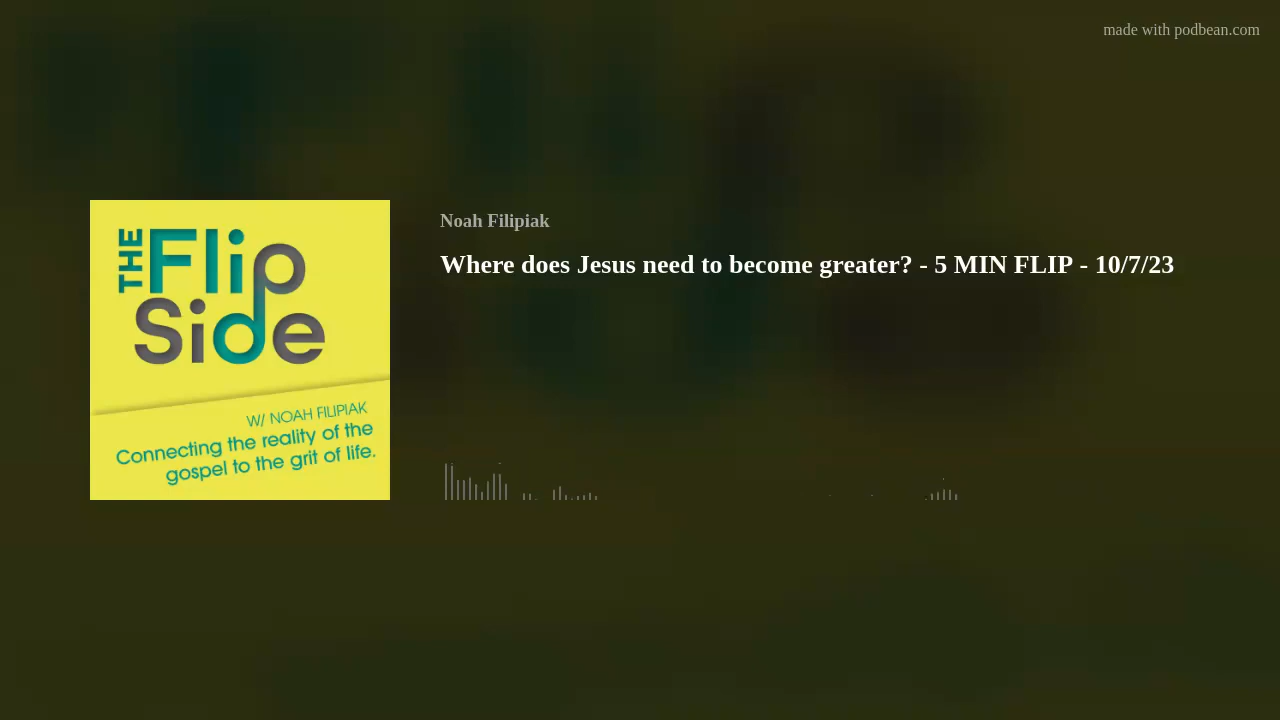 made with podbean.com
THE Flip
Side
W/ NOAH FILIPIAK
Connecting the reality of the
gospel to the grit of life.
Noah Filipiak
Where does Jesus need to become greater? - 5 MIN FLIP - 10/7/23